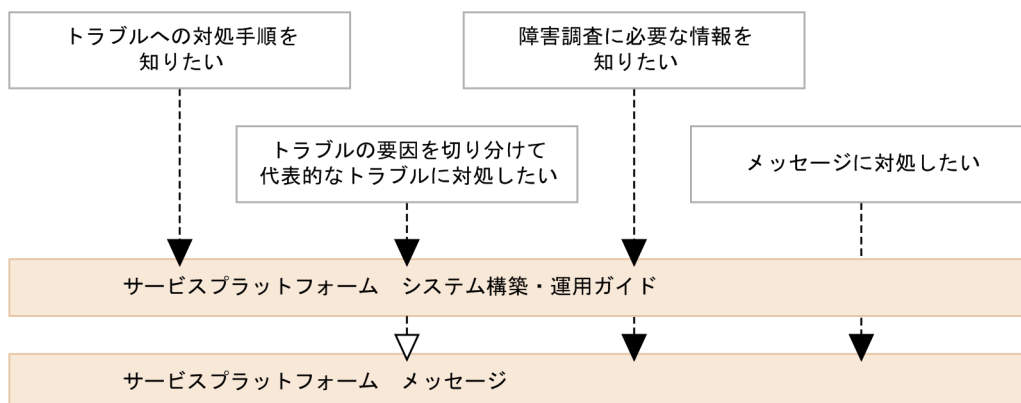 トラブルへの対処手順を
知りたい
障害調査に必要な情報を
知りたい
トラブルの要因を切り分けて
代表的なトラブルに対処したい
メッセージに対処したい
サービスプラットフォーム　システム構築・運用ガイド
サービスプラットフォーム　メッセージ